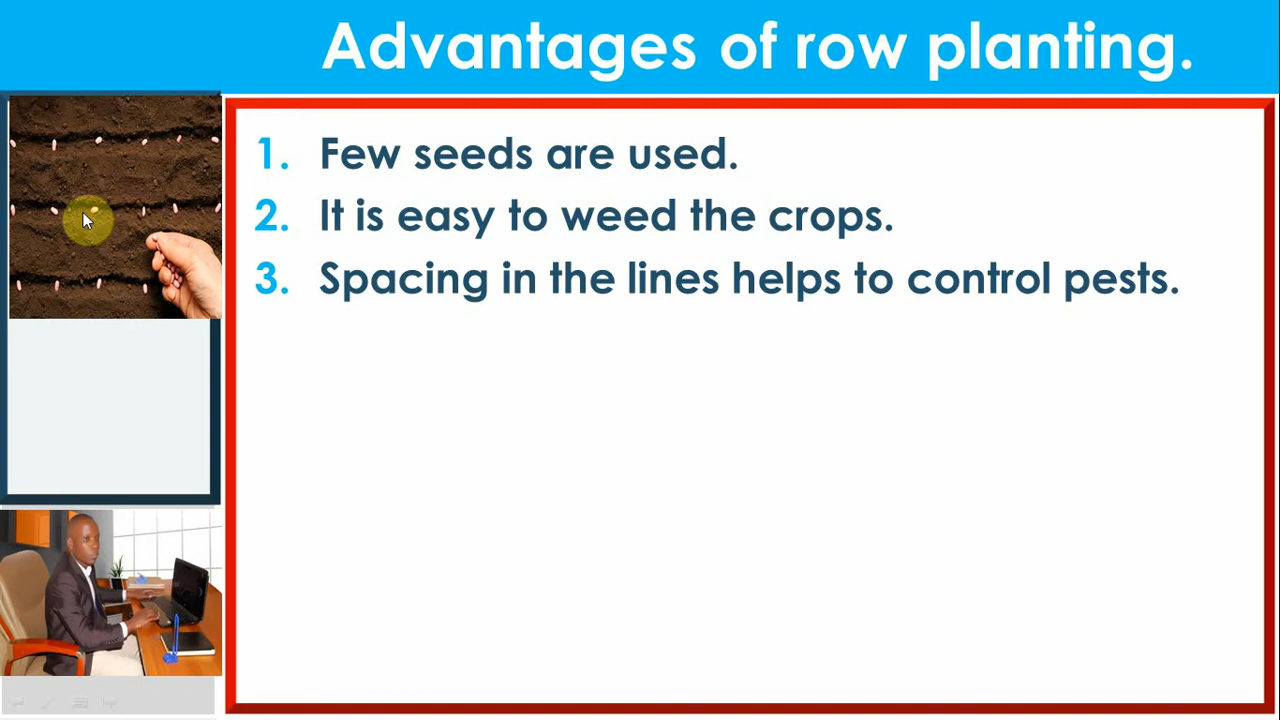 Advantages of row planting.
1. Few seeds are used.
2. It is easy to weed the crops.
3. Spacing in the lines helps to control pests.